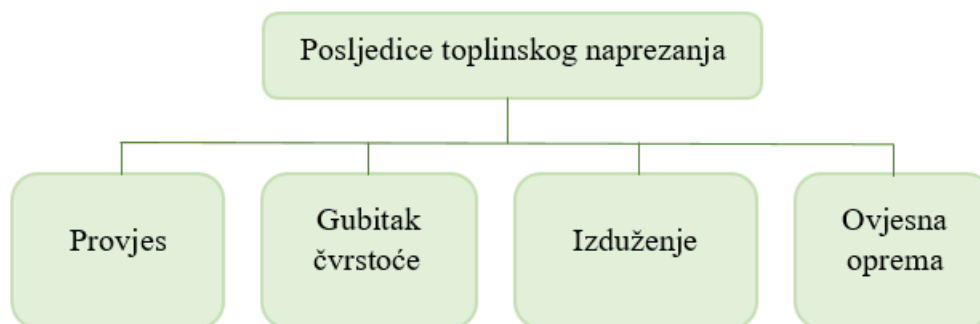 Posljedice toplinskog naprezanja
Provjes
Gubitak
čvrstoće
Izduženje
Ovjesna
oprema